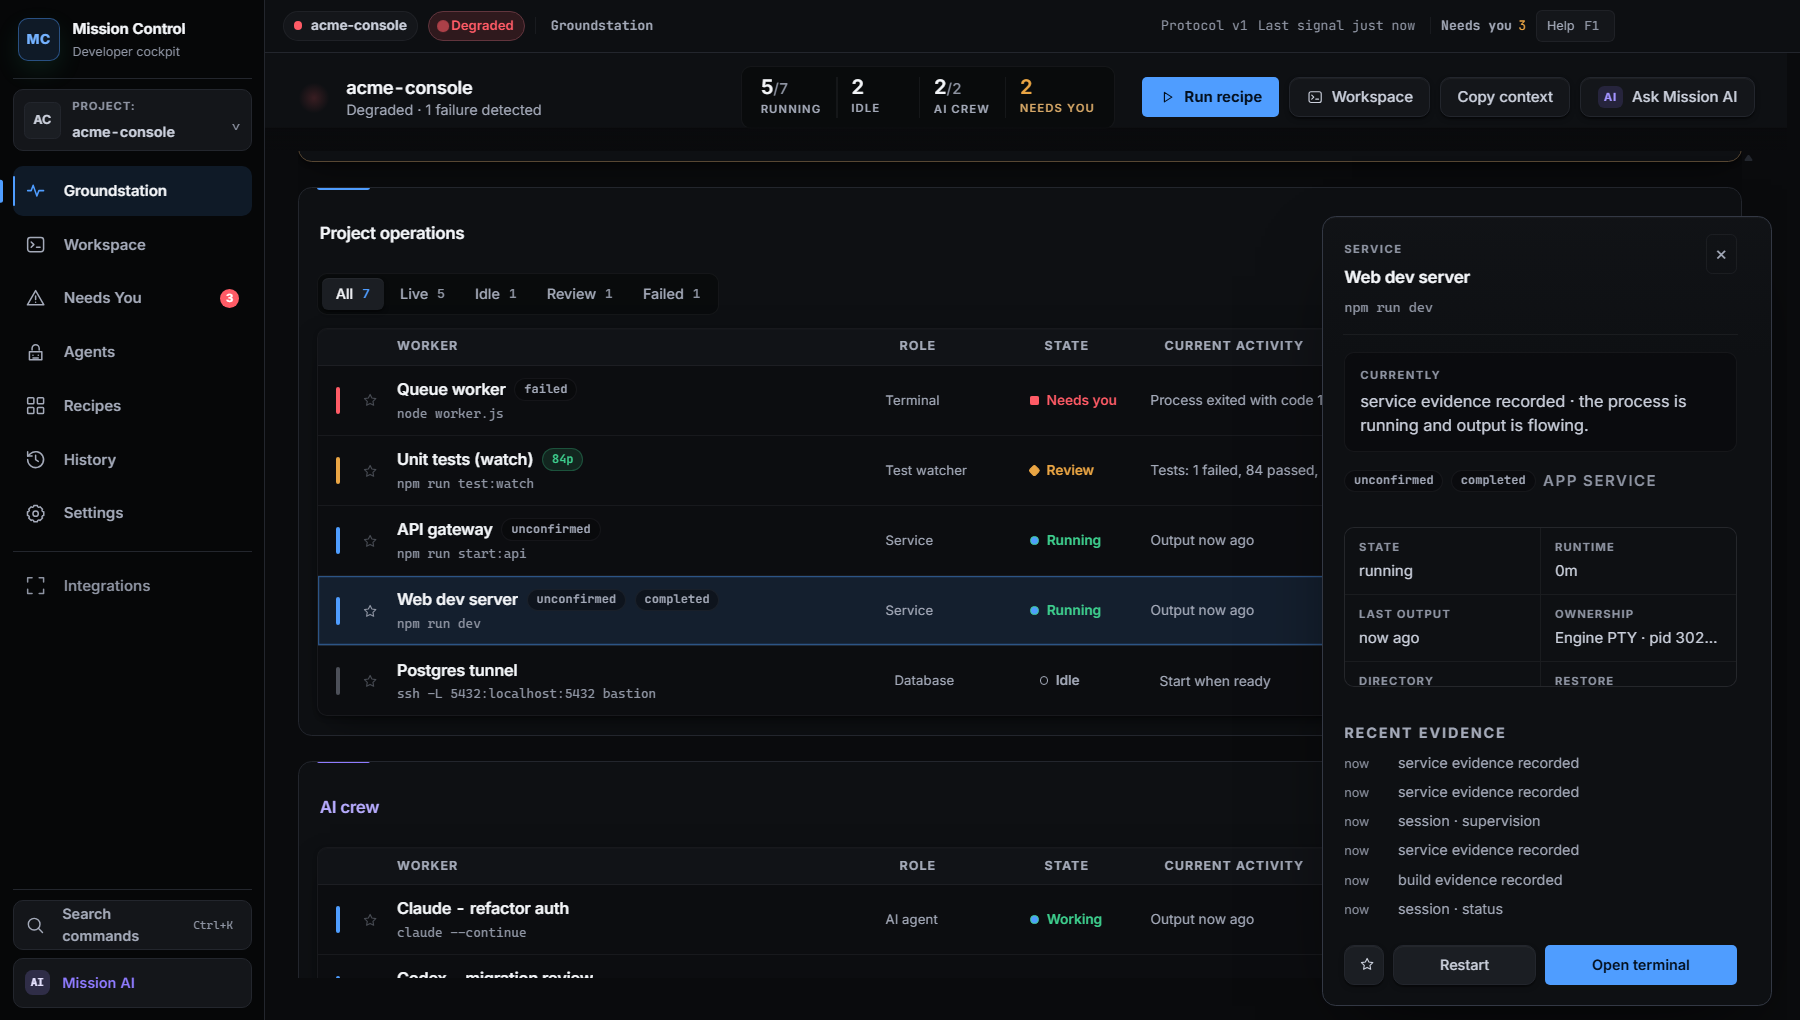 MC
Mission Control
Developer cockpit
PROJECT:
AC
acme-console
v
Groundstation
Workspace
Needs You 3
Agents
Recipes
History
Settings
Integrations
Search commands Ctrl+K
AI Mission AI
acme-console
Degraded
Groundstation
Protocol v1 Last signal just now
Needs you 3
Help F1
acme-console
Degraded · 1 failure detected
5/7 RUNNING
2 IDLE
2/2 AI CREW
2 NEEDS YOU
Run recipe
Workspace
Copy context
AI Ask Mission AI
Project operations
All 7 Live 5 Idle 1 Review 1 Failed 1
WORKER ROLE STATE CURRENT ACTIVITY
Queue worker failed
node worker.js
Terminal Needs you Process exited with code 1
Unit tests (watch) 84p
npm run test:watch
Test watcher Review Tests: 1 failed, 84 passed,
API gateway unconfirmed
npm run start:api
Service Running Output now ago
Web dev server unconfirmed completed
npm run dev
Service Running Output now ago
Postgres tunnel
ssh -L 5432:localhost:5432 bastion
Database Idle Start when ready
AI crew
WORKER ROLE STATE CURRENT ACTIVITY
Claude - refactor auth
claude --continue
AI agent Working Output now ago
Codex - migration review
SERVICE
Web dev server
npm run dev
CURRENTLY
service evidence recorded · the process is
running and output is flowing.
unconfirmed completed APP SERVICE
STATE
running
RUNTIME
0m
LAST OUTPUT
now ago
OWNERSHIP
Engine PTY · pid 302...
DIRECTORY
RESTORE
RECENT EVIDENCE
now service evidence recorded
now service evidence recorded
now session · supervision
now service evidence recorded
now build evidence recorded
now session · status
Restart
Open terminal